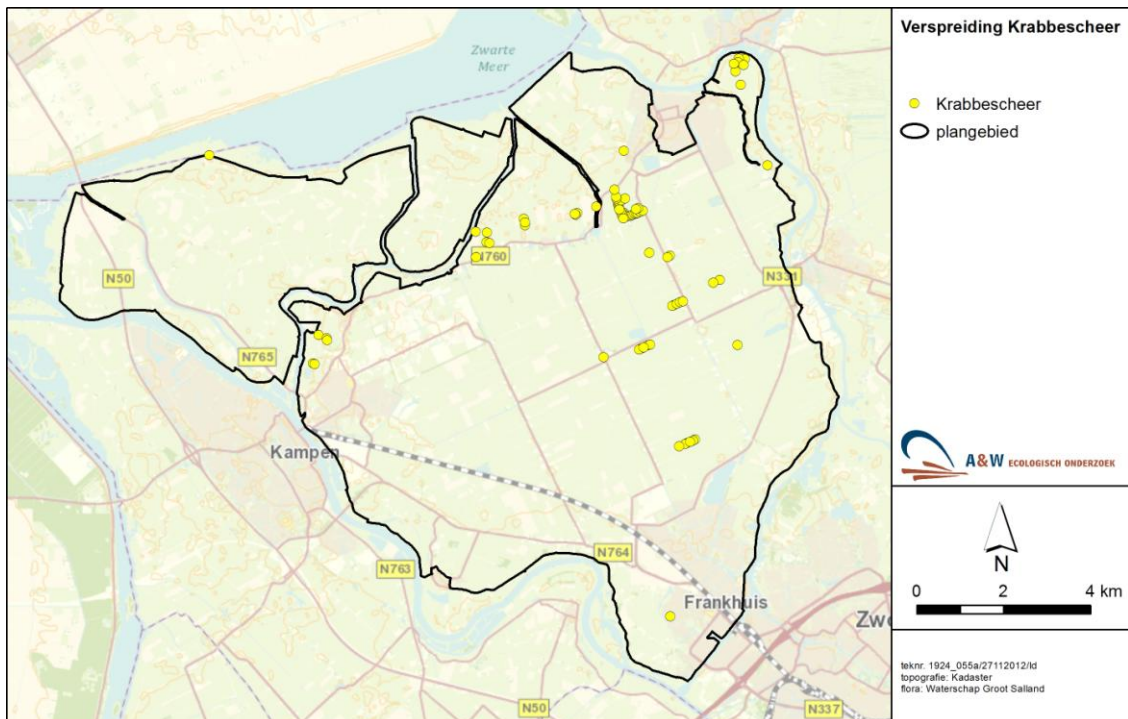 Verspreiding Krabbescheer
Krabbescheer
plangebied
Zwarte
Meer
N760
N50
N331
N765
Kampen
N764
N763
Frankhuis
Zwo
N50
N337
A&W ECOLOGISCH ONDERZOEK
N
0 2 4 km
teknr. 1924_055a/27112012/ld
topografie: Kadaster
flora: Waterschap Groot Salland